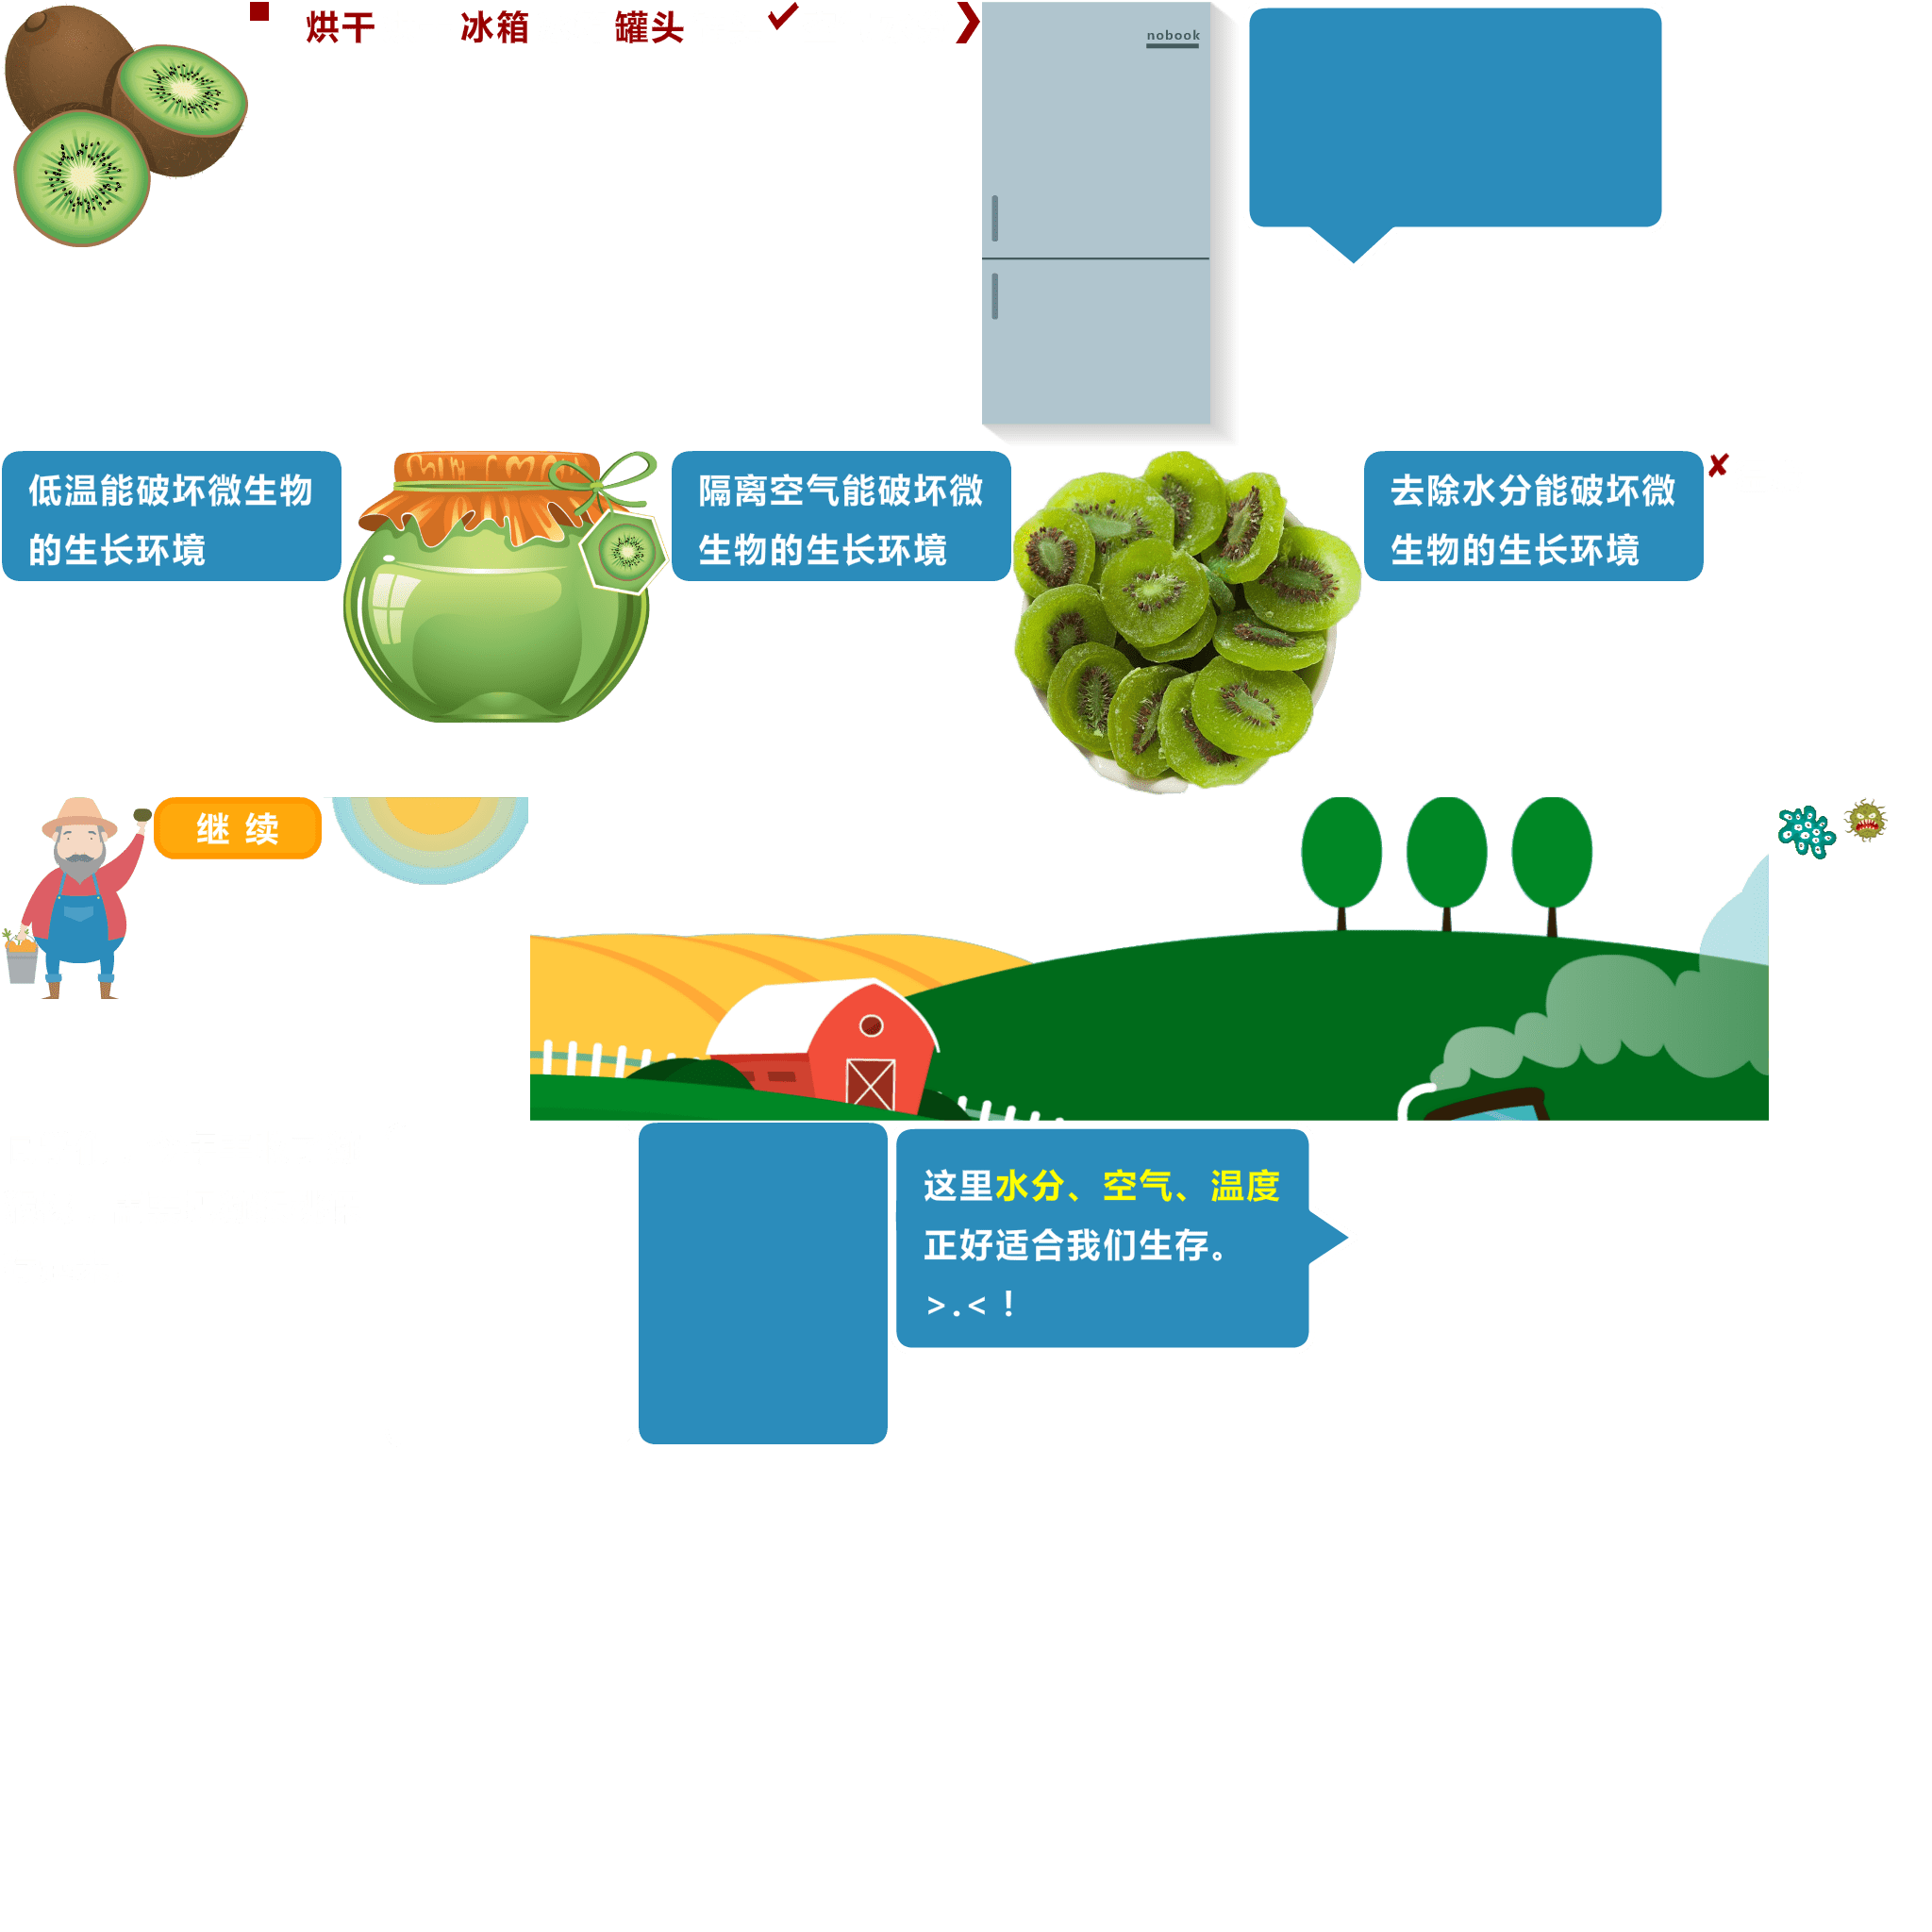 烘干
冰箱
罐头
nobook
低温能破坏微生物
的生长环境
隔离空气能破坏微
生物的生长环境
去除水分能破坏微
生物的生长环境
继 续
这里水分、空气、温度
正好适合我们生存。
>.<！